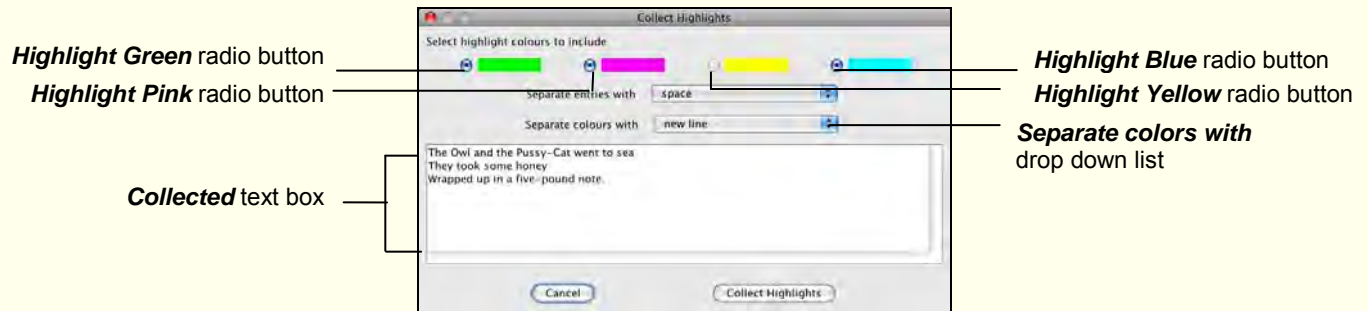 Collect Highlights
Select highlight colours to include
Highlight Green radio button
Highlight Pink radio button
Highlight Blue radio button
Highlight Yellow radio button
Separate entries with space
Separate colours with new line
Separate colors with
drop down list
The Owl and the Pussy-Cat went to sea
They took some honey
Wrapped up in a five-pound note.
Collected text box
Cancel Collect Highlights